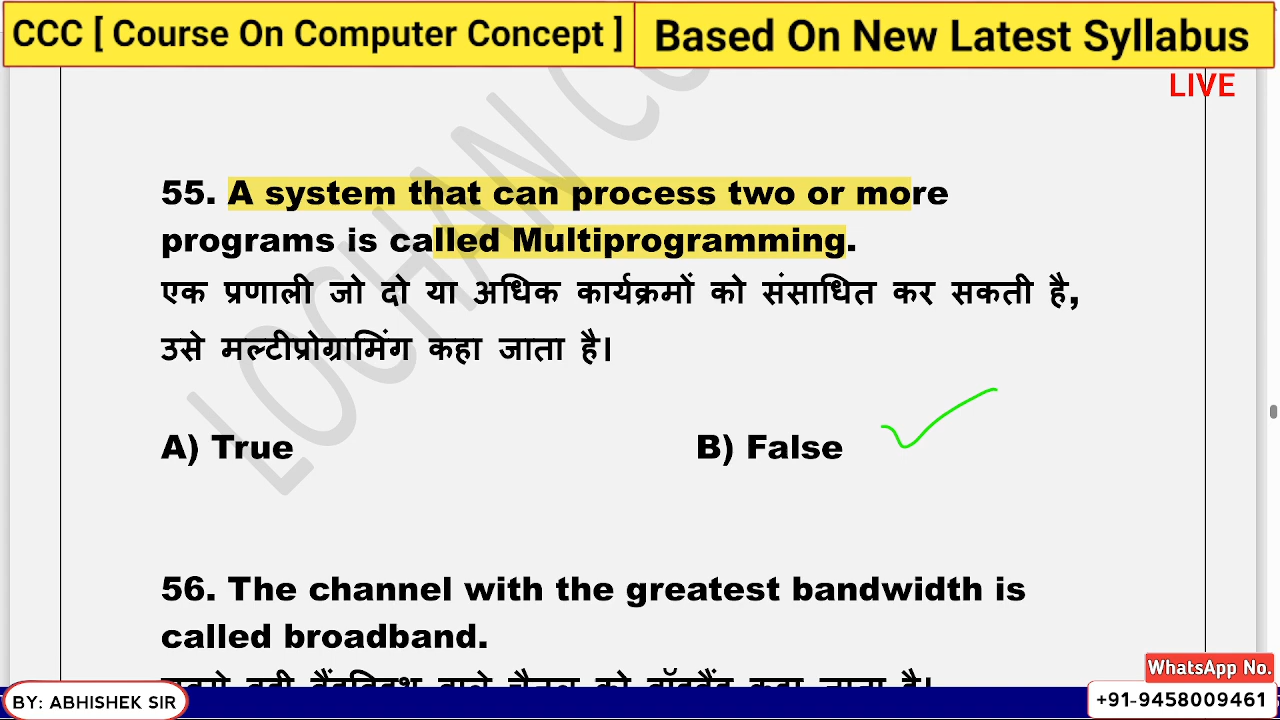 CCC [ Course On Computer Concept ]
Based On New Latest Syllabus
LIVE
LOCHAN
55. A system that can process two or more
programs is called Multiprogramming.
एक प्रणाली जो दो या अधिक कार्यक्रमों को संसाधित कर सकती है,
उसे मल्टीप्रोग्रामिंग कहा जाता है।
A) True
B) False
56. The channel with the greatest bandwidth is
called broadband.
WhatsApp No.
BY: ABHISHEK SIR
+91-9458009461